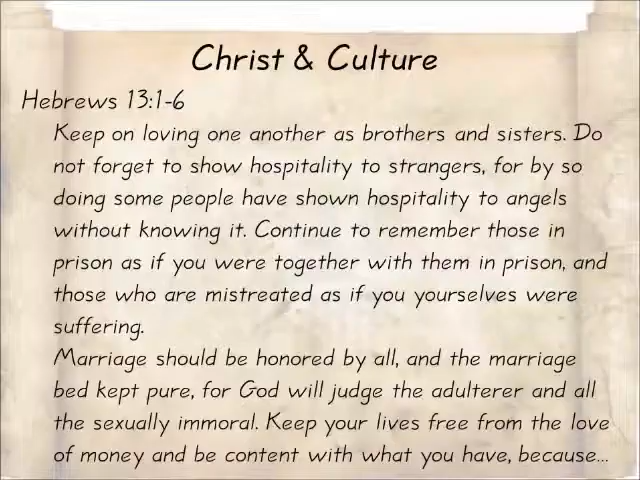 Christ & Culture
Hebrews 13:1-6
Keep on loving one another as brothers and sisters. Do
not forget to show hospitality to strangers, for by so
doing some people have shown hospitality to angels
without knowing it. Continue to remember those in
prison as if you were together with them in prison, and
those who are mistreated as if you yourselves were
suffering.
Marriage should be honored by all, and the marriage
bed kept pure, for God will judge the adulterer and all
the sexually immoral. Keep your lives free from the love
of money and be content with what you have, because...